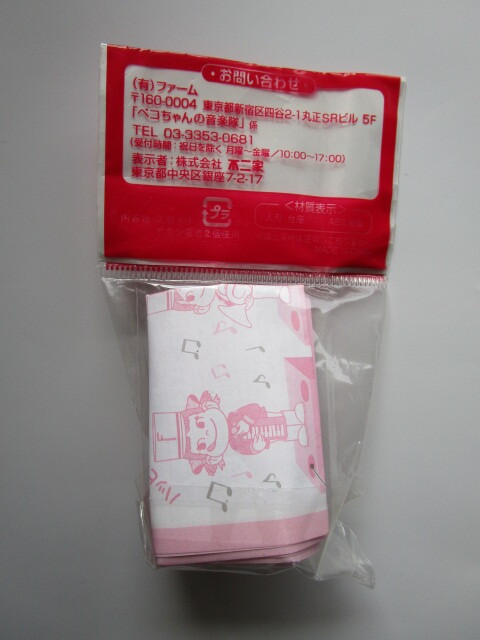 ・お問い合わせ・
(有)ファーム
〒160-0004 東京都新宿区四谷2-1丸正SRビル 5F
「ペコちゃんの音楽隊」係
TEL 03-3353-0681
(受付時間：祝日を除く 月曜～金曜／10:00～17:00)
表示者：株式会社 不二家
東京都中央区銀座7-2-17
＜材質表示＞
プラ
F